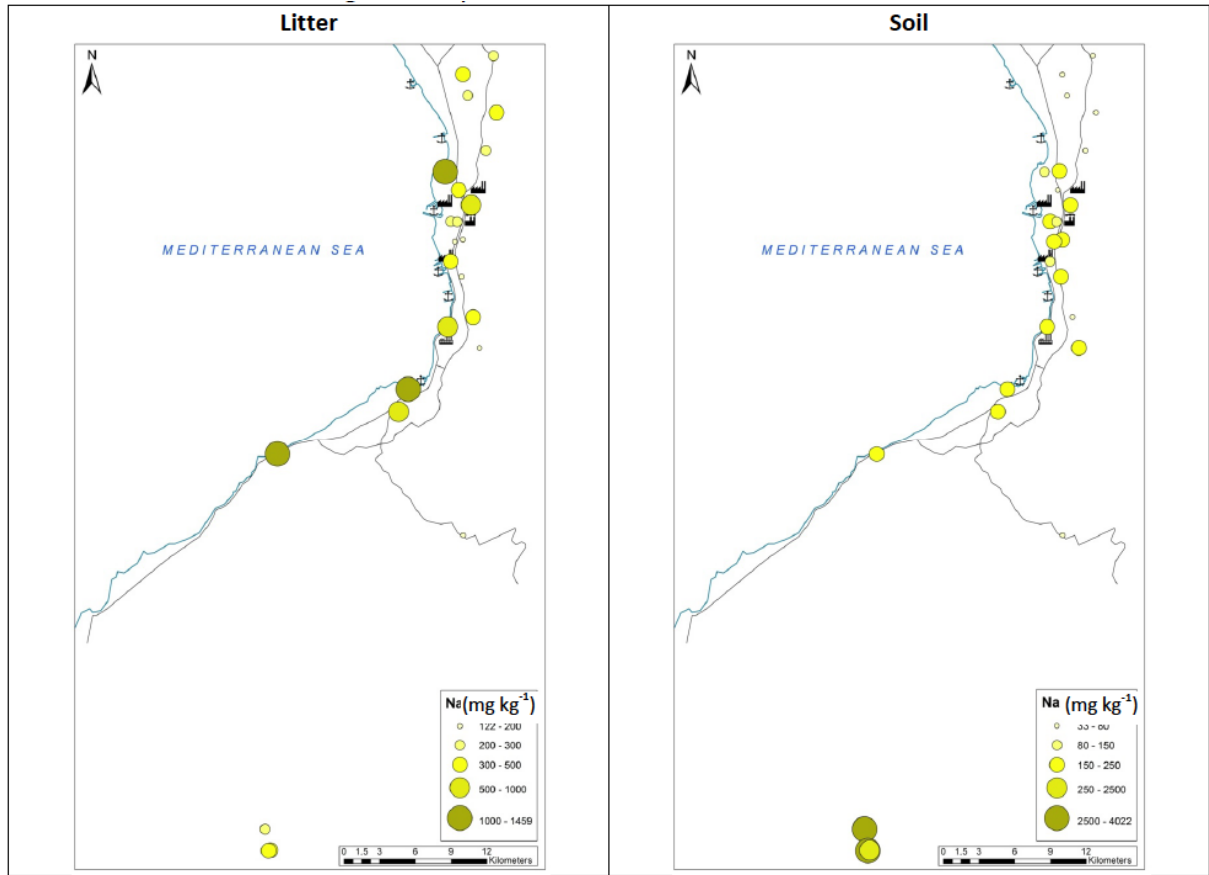 Litter
N
MEDITERRANEAN SEA
Na(mg kg⁻¹)
122 - 200
200 - 300
300 - 500
500 - 1000
1000 - 1459
0 1.5 3 6 9 12
Kilometers
Soil
N
MEDITERRANEAN SEA
Na (mg kg⁻¹)
33 - 80
80 - 150
150 - 250
250 - 2500
2500 - 4022
0 1.5 3 6 9 12
Kilometers